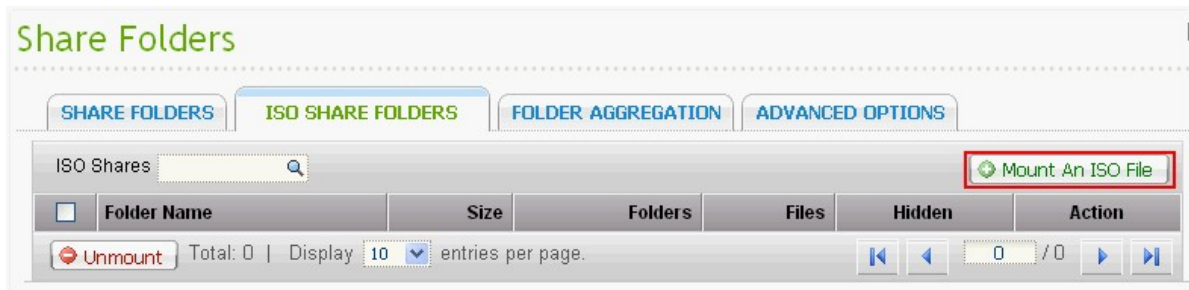 Share Folders
SHARE FOLDERS ISO SHARE FOLDERS FOLDER AGGREGATION ADVANCED OPTIONS
ISO Shares Mount An ISO File
Folder Name Size Folders Files Hidden Action
Unmount Total: 0 | Display 10 entries per page. 0 / 0